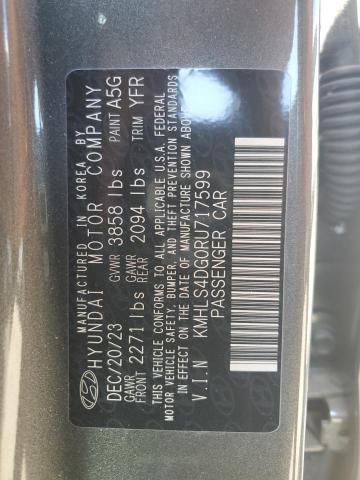 MANUFACTURED IN KOREA BY
HYUNDAI MOTOR COMPANY
DEC/20/23 GVWR 3858 lbs PAINT A5G
GAWR FRONT 2271 lbs GAWR REAR 2094 lbs TRIM YFR
THIS VEHICLE CONFORMS TO ALL APPLICABLE U.S.A. FEDERAL
MOTOR VEHICLE SAFETY, BUMPER, AND THEFT PREVENTION STANDARDS
IN EFFECT ON THE DATE OF MANUFACTURE SHOWN ABOVE
V.I.N KMHLS4DG0RU717599
PASSENGER CAR